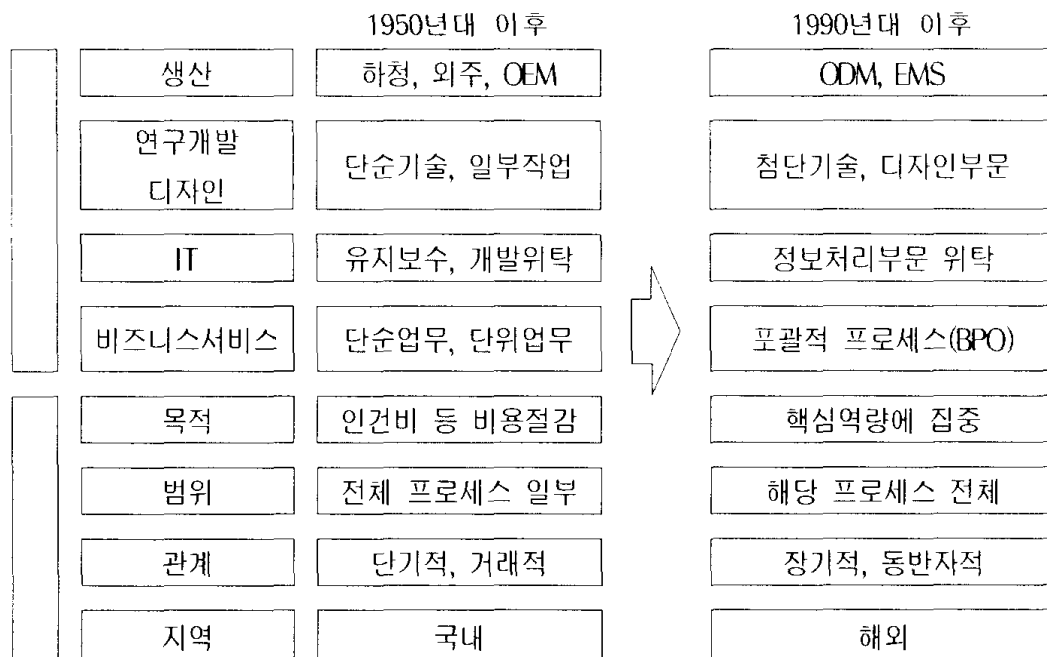 1950년대 이후 1990년대 이후
생산 하청, 외주, OEM ODM, EMS
연구개발
디자인 단순기술, 일부작업 첨단기술, 디자인부문
IT 유지보수, 개발위탁 정보처리부문 위탁
비즈니스서비스 단순업무, 단위업무 포괄적 프로세스(BPO)
목적 인건비 등 비용절감 핵심역량에 집중
범위 전체 프로세스 일부 해당 프로세스 전체
관계 단기적, 거래적 장기적, 동반자적
지역 국내 해외